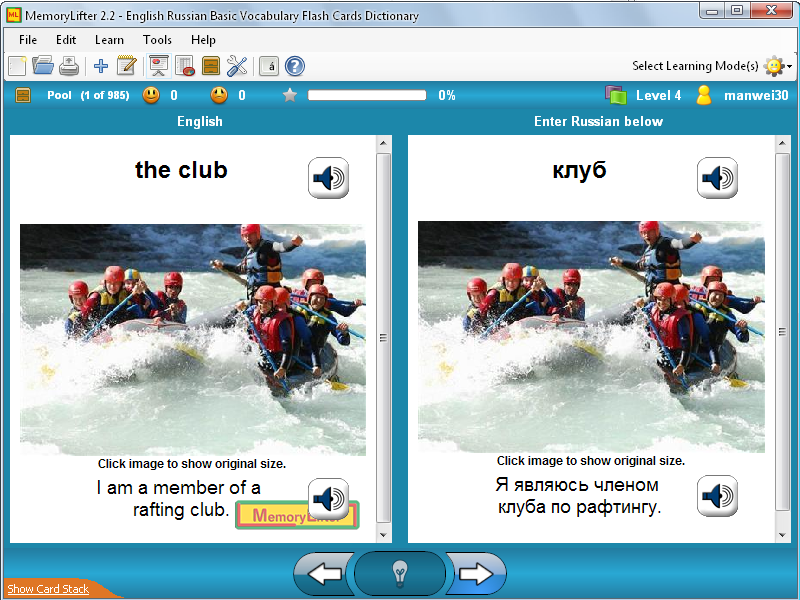 MemoryLifter 2.2 - English Russian Basic Vocabulary Flash Cards Dictionary
File Edit Learn Tools Help
á ? Select Learning Mode(s)
Pool (1 of 985) 0 0 0% Level 4 manwei30
English
Enter Russian below
the club
Click image to show original size.
I am a member of a
rafting club.
клуб
Click image to show original size.
Я являюсь членом
клуба по рафтингу.
Show Card Stack